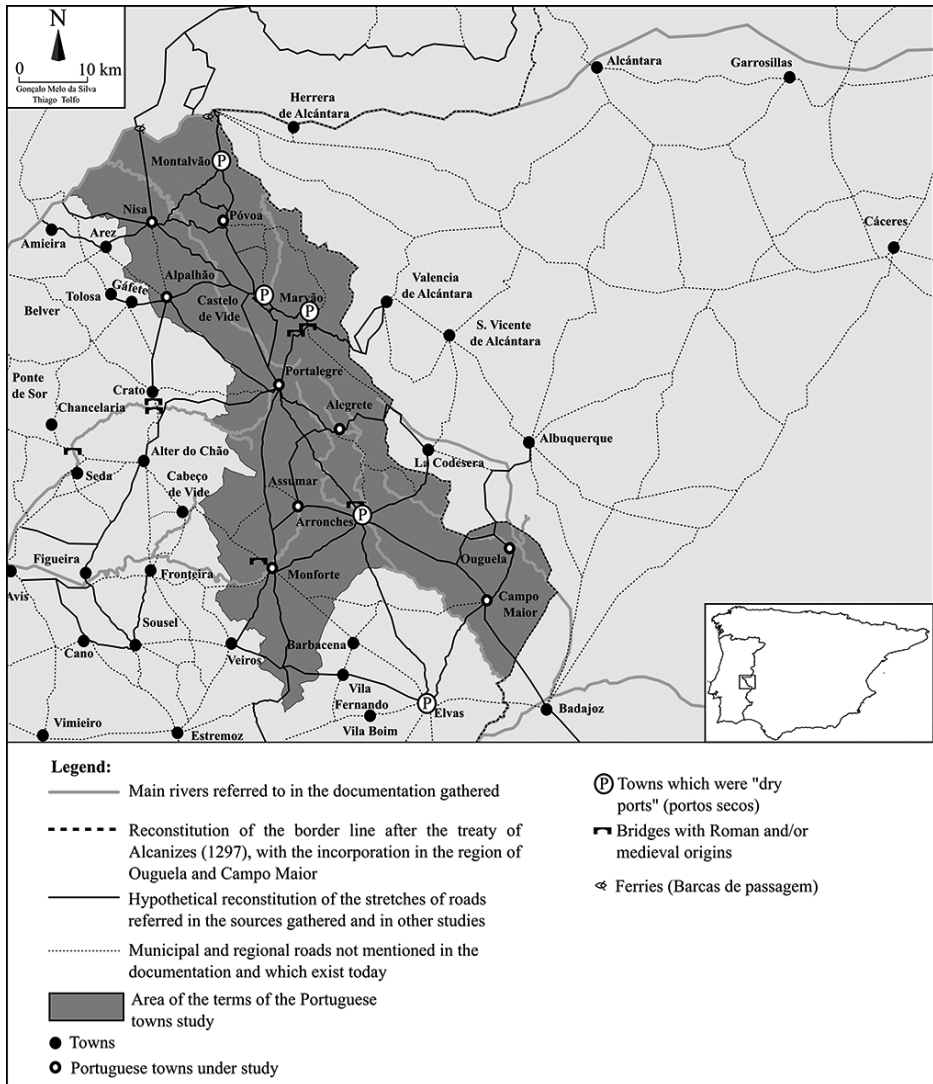 N
0 10 km
Gonçalo Melo da Silva
Thiago Tolfo
Alcántara
Garrosillas
Herrera
de Alcántara
Montalvão
P
Nisa
Póvoa
Amieira
Arez
Cáceres
Alpalhão
Valencia
de Alcántara
Gáfete
Tolosa
Castelo
de Vide
P
Marvão
P
Belver
S. Vicente
de Alcántara
Ponte
de Sor
Portalegre
Crato
Chancelaria
Alegrete
Albuquerque
Alter do Chão
La Codesera
Seda
Cabeço
de Vide
Assumar
Arronches
P
Figueira
Ouguela
Avis
Fronteira
Monforte
Campo
Maior
Sousel
Cano
Veiros
Barbacena
Vila
Fernando
P
Elvas
Badajoz
Vimieiro
Estremoz
Vila Boim
Legend:
Main rivers referred to in the documentation gathered
Reconstitution of the border line after the treaty of
Alcanizes (1297), with the incorporation in the region of
Ouguela and Campo Maior
Hypothetical reconstitution of the stretches of roads
referred in the sources gathered and in other studies
Municipal and regional roads not mentioned in the
documentation and which exist today
Area of the terms of the Portuguese
towns study
Towns
Portuguese towns under study
P Towns which were "dry
ports" (portos secos)
Bridges with Roman and/or
medieval origins
Ferries (Barcas de passagem)